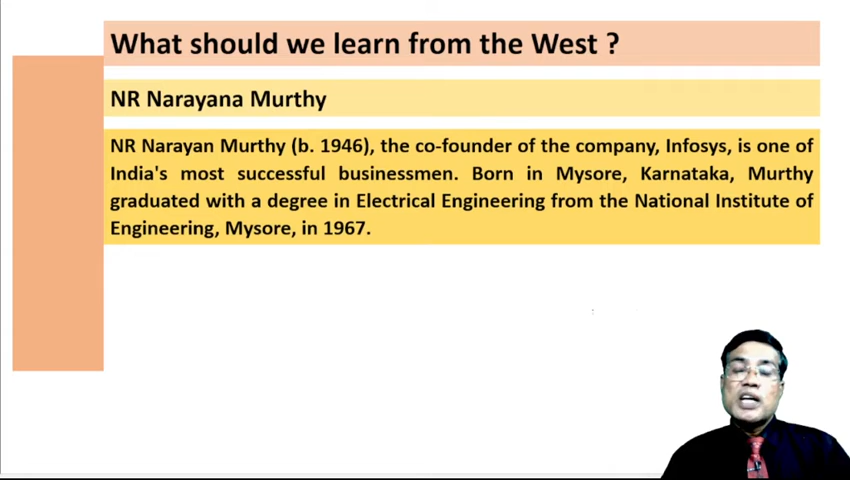 What should we learn from the West ?
NR Narayana Murthy
NR Narayan Murthy (b. 1946), the co-founder of the company, Infosys, is one of
India's most successful businessmen. Born in Mysore, Karnataka, Murthy
graduated with a degree in Electrical Engineering from the National Institute of
Engineering, Mysore, in 1967.